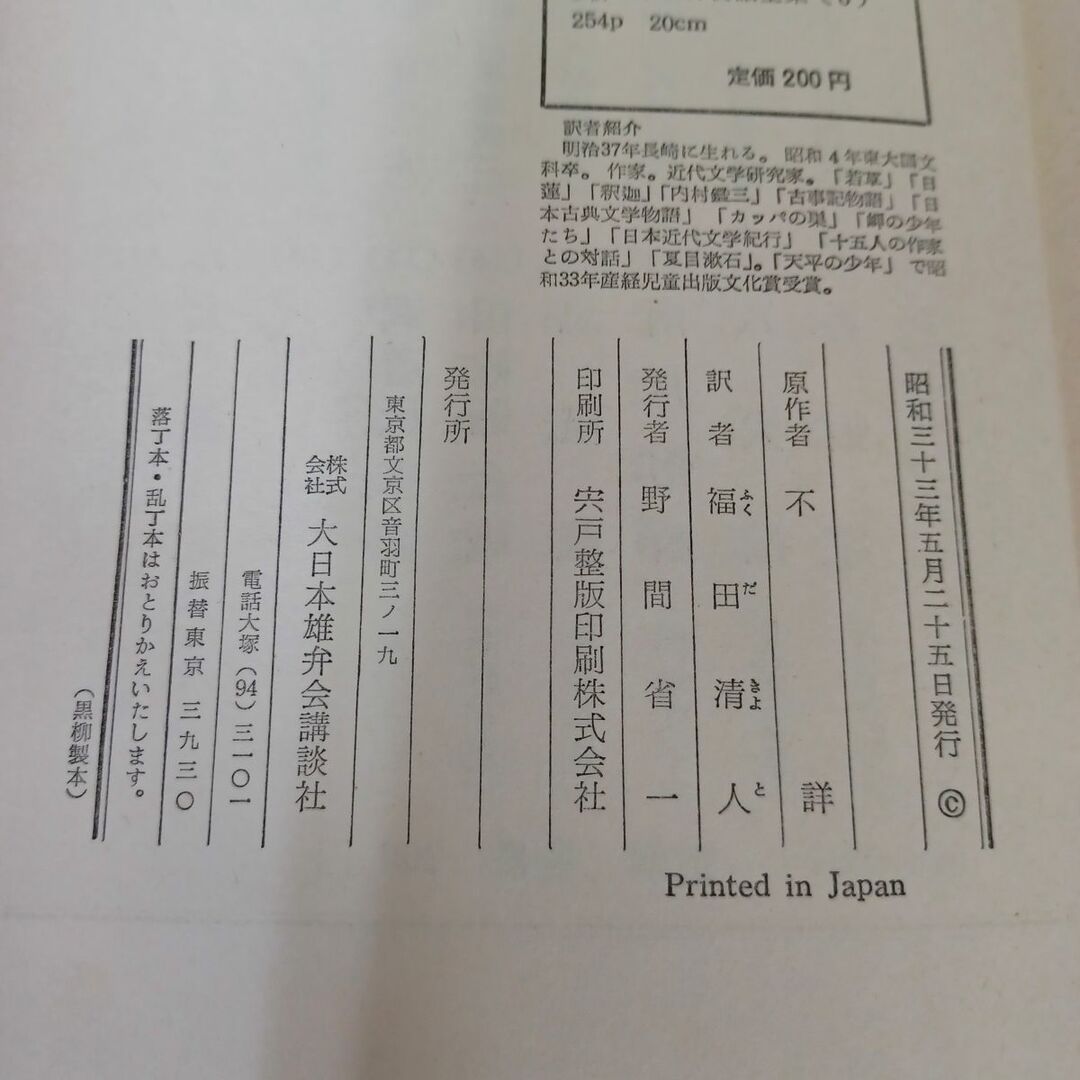 254p 20cm
定価 200 円
訳者紹介
明治37年長崎に生れる。 昭和 4 年東大国文
科卒。 作家。近代文学研究家。「若草」「日
蓮」「釈迦」「内村鑑三」「古事記物語」「日
本古典文学物語」 「カッパの巣」「岬の少年
たち」「日本近代文学紀行」 「十五人の作家
との対話」「夏目漱石」。「天平の少年」で昭
和33年産経児童出版文化賞受賞。
昭和三十三年五月二十五日発行 ©
原作者 不詳
訳者 福田清人
ふくだきよと
発行者 野間省一
印刷所 宍戸整版印刷株式会社
発行所
東京都文京区音羽町三ノ一九
株式会社 大日本雄弁会講談社
電話大塚(94)三一〇一
振替東京 三九三〇
落丁本・乱丁本はおとりかえいたします。
(黒柳製本)
Printed in Japan